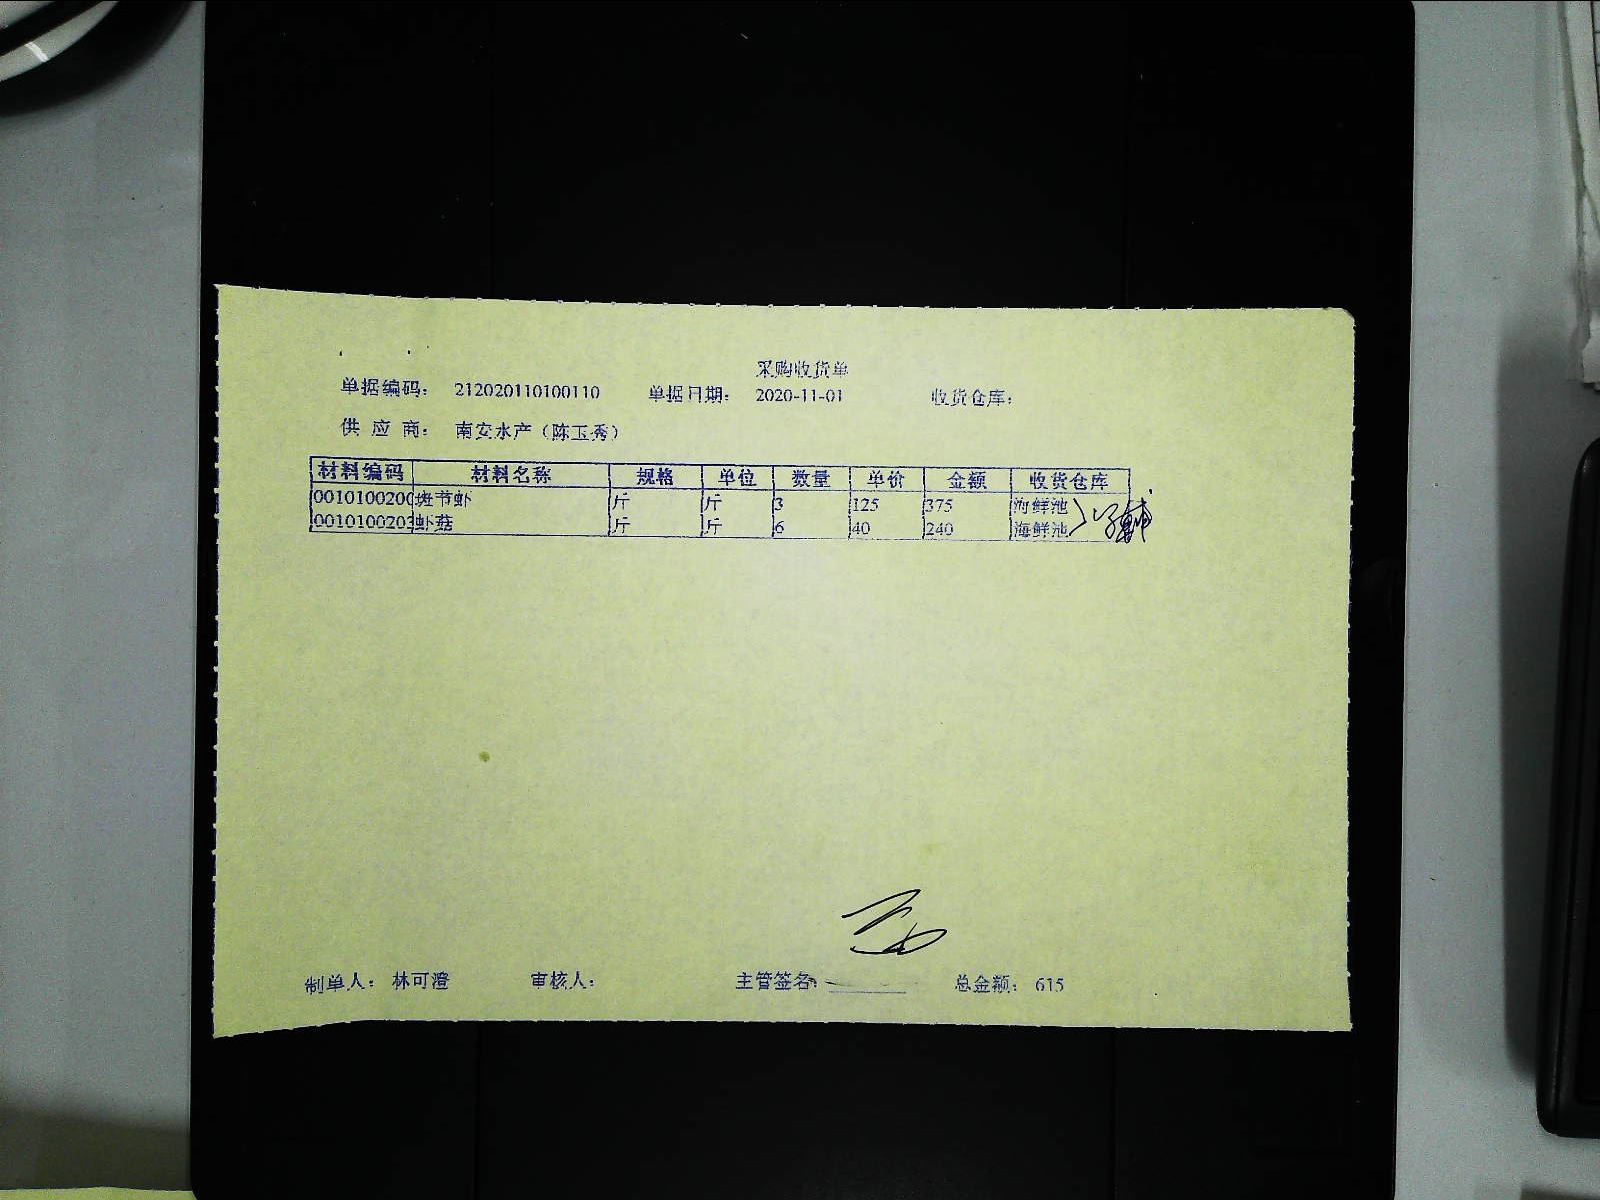 采购收货单
单据编码： 212020110100110 单据日期： 2020-11-01 收货仓库：
供 应 商： 南安水产（陈玉秀）
材料编码 材料名称 规格 单位 数量 单价 金额 收货仓库
0010100200 斑节虾 斤 斤 3 125 375 海鲜池
0010100203 虾菇 斤 斤 6 40 240 海鲜池
制单人： 林可澄 审核人： 主管签名： 总金额： 615